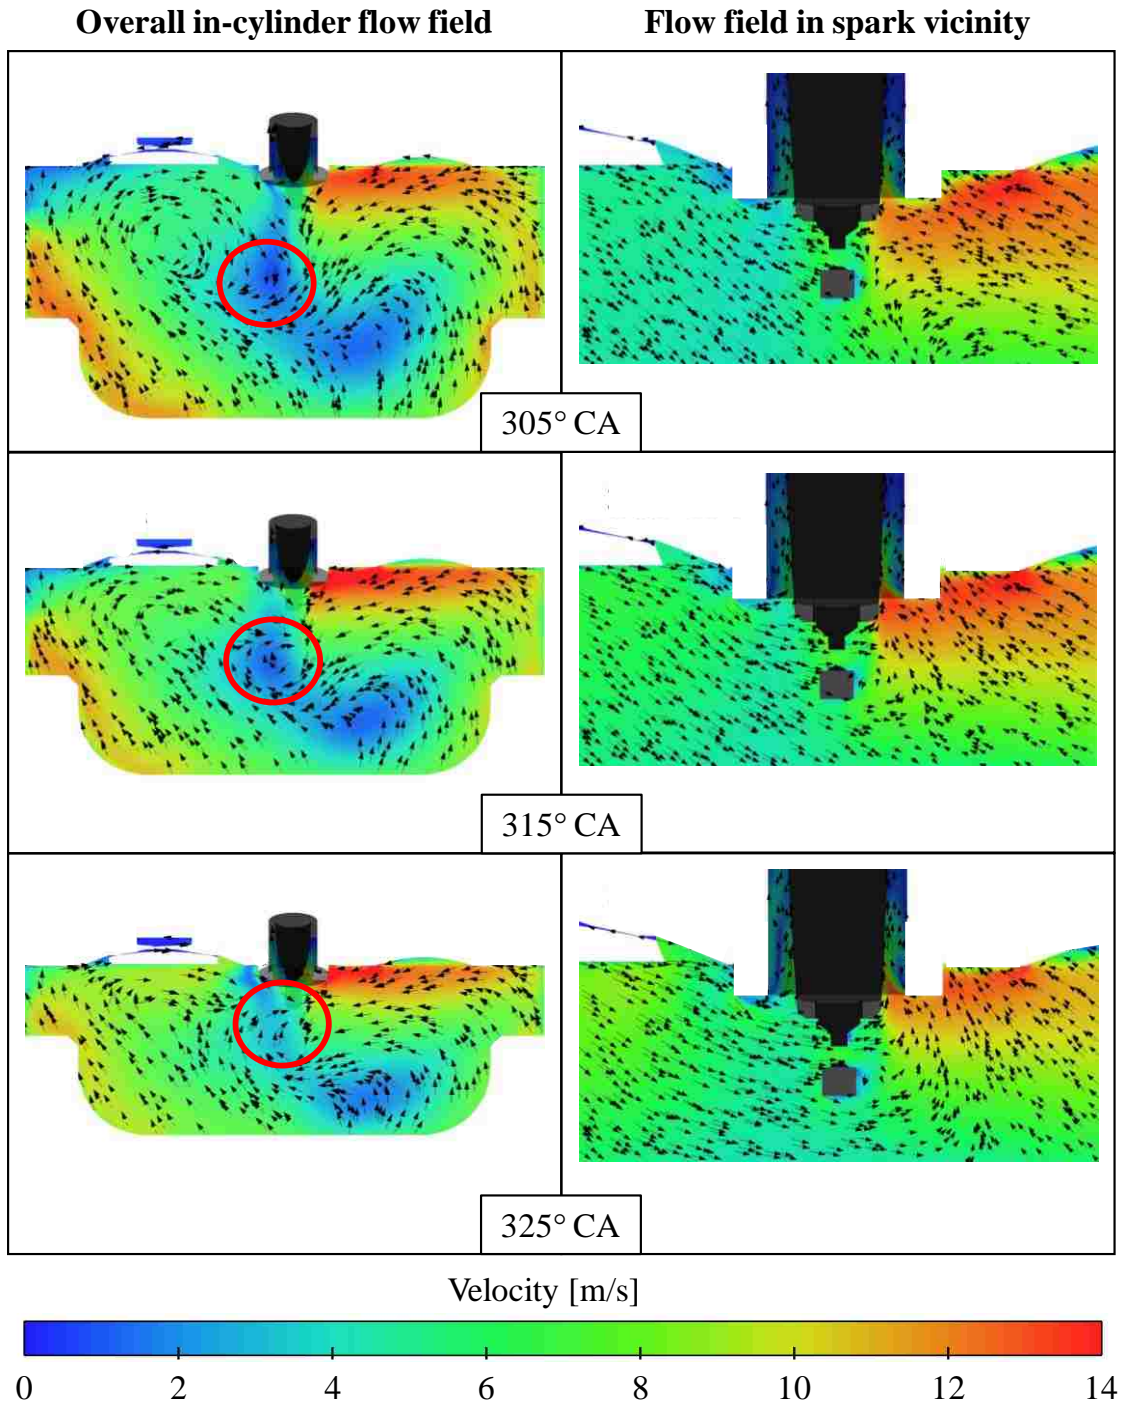 Overall in-cylinder flow field
Flow field in spark vicinity
305° CA
315° CA
325° CA
Velocity [m/s]
0 2 4 6 8 10 12 14